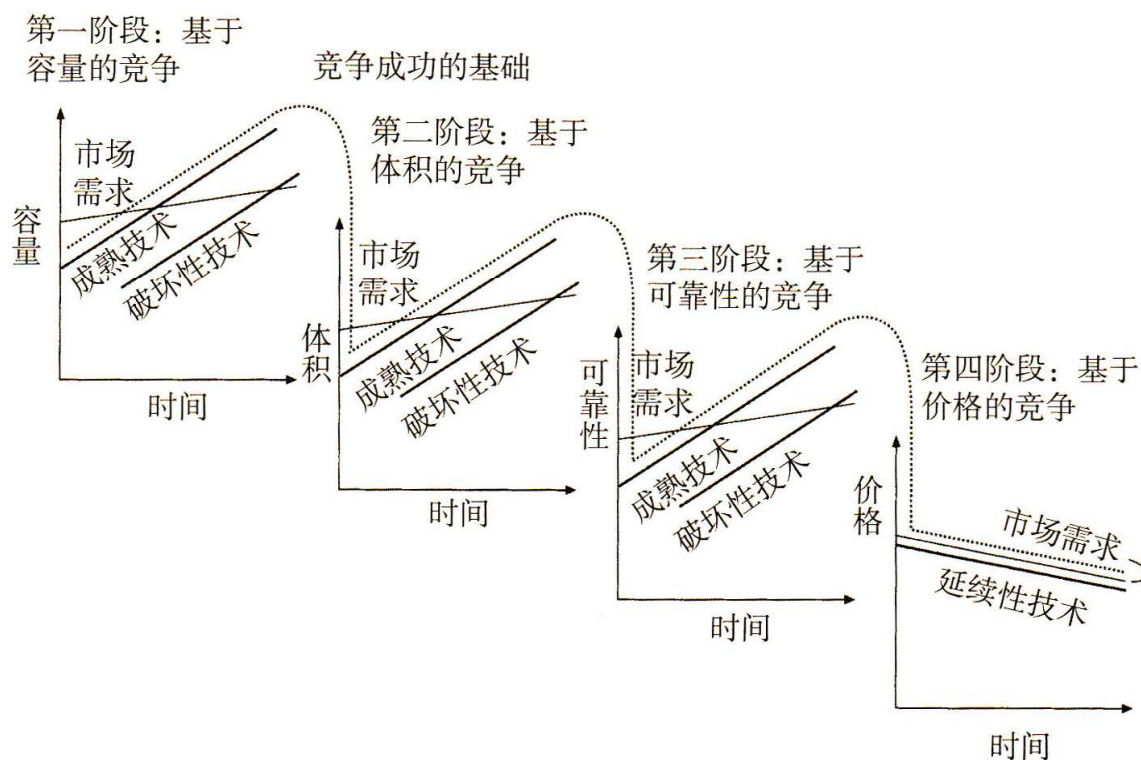 第一阶段：基于
容量的竞争
竞争成功的基础
市场
需求
容量
成熟技术
破坏性技术
时间
第二阶段：基于
体积的竞争
市场
需求
体积
成熟技术
破坏性技术
时间
第三阶段：基于
可靠性的竞争
市场
需求
可靠性
成熟技术
破坏性技术
时间
第四阶段：基于
价格的竞争
价格
市场需求
延续性技术
时间